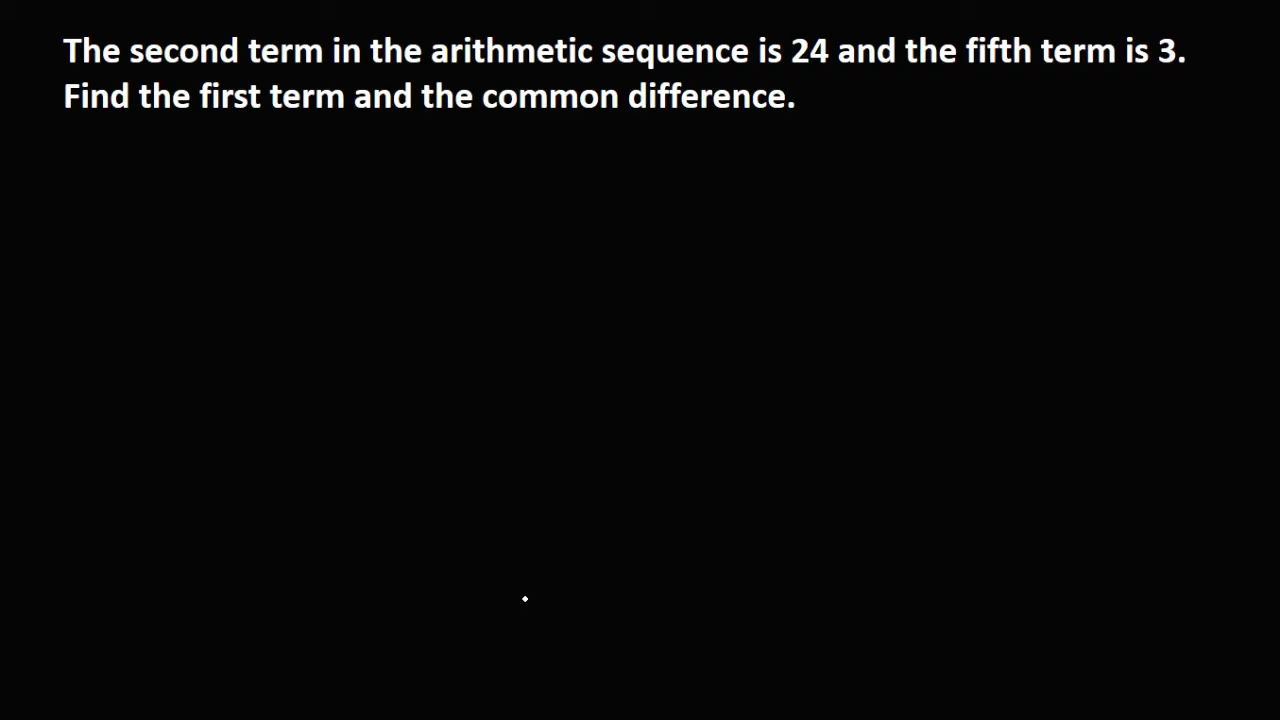 The second term in the arithmetic sequence is 24 and the fifth term is 3.
Find the first term and the common difference.